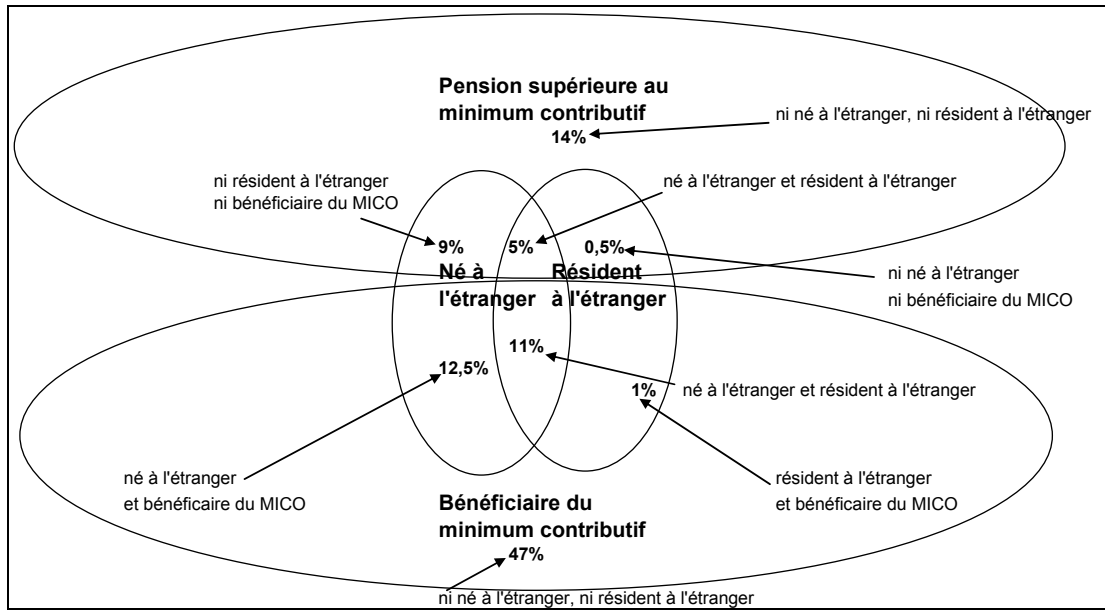 Pension supérieure au
minimum contributif
14%
ni né à l'étranger, ni résident à l'étranger
ni résident à l'étranger
ni bénéficiaire du MICO
né à l'étranger et résident à l'étranger
9%
5%
0,5%
Né à
l'étranger
Résident
à l'étranger
ni né à l'étranger
ni bénéficiaire du MICO
11%
12,5%
1%
né à l'étranger et résident à l'étranger
né à l'étranger
et bénéficaire du MICO
résident à l'étranger
et bénéficaire du MICO
Bénéficiaire du
minimum contributif
47%
ni né à l'étranger, ni résident à l'étranger